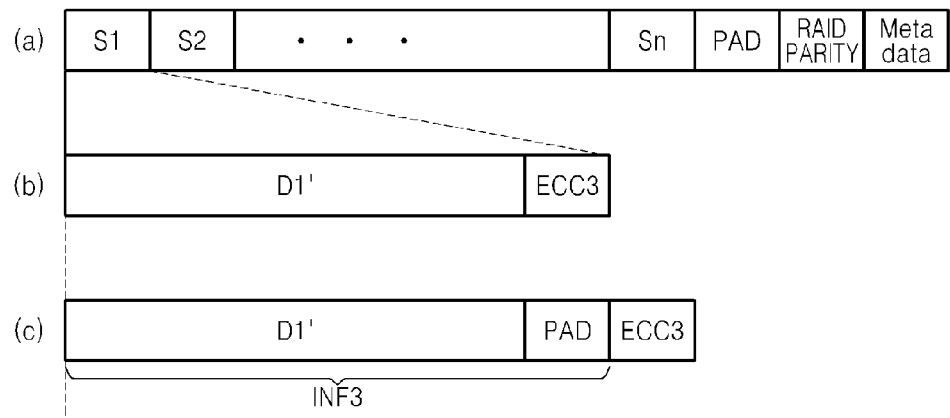 (a) S1 S2 · · · Sn PAD RAID PARITY Meta data
(b) D1' ECC3
(c) D1' PAD ECC3
INF3